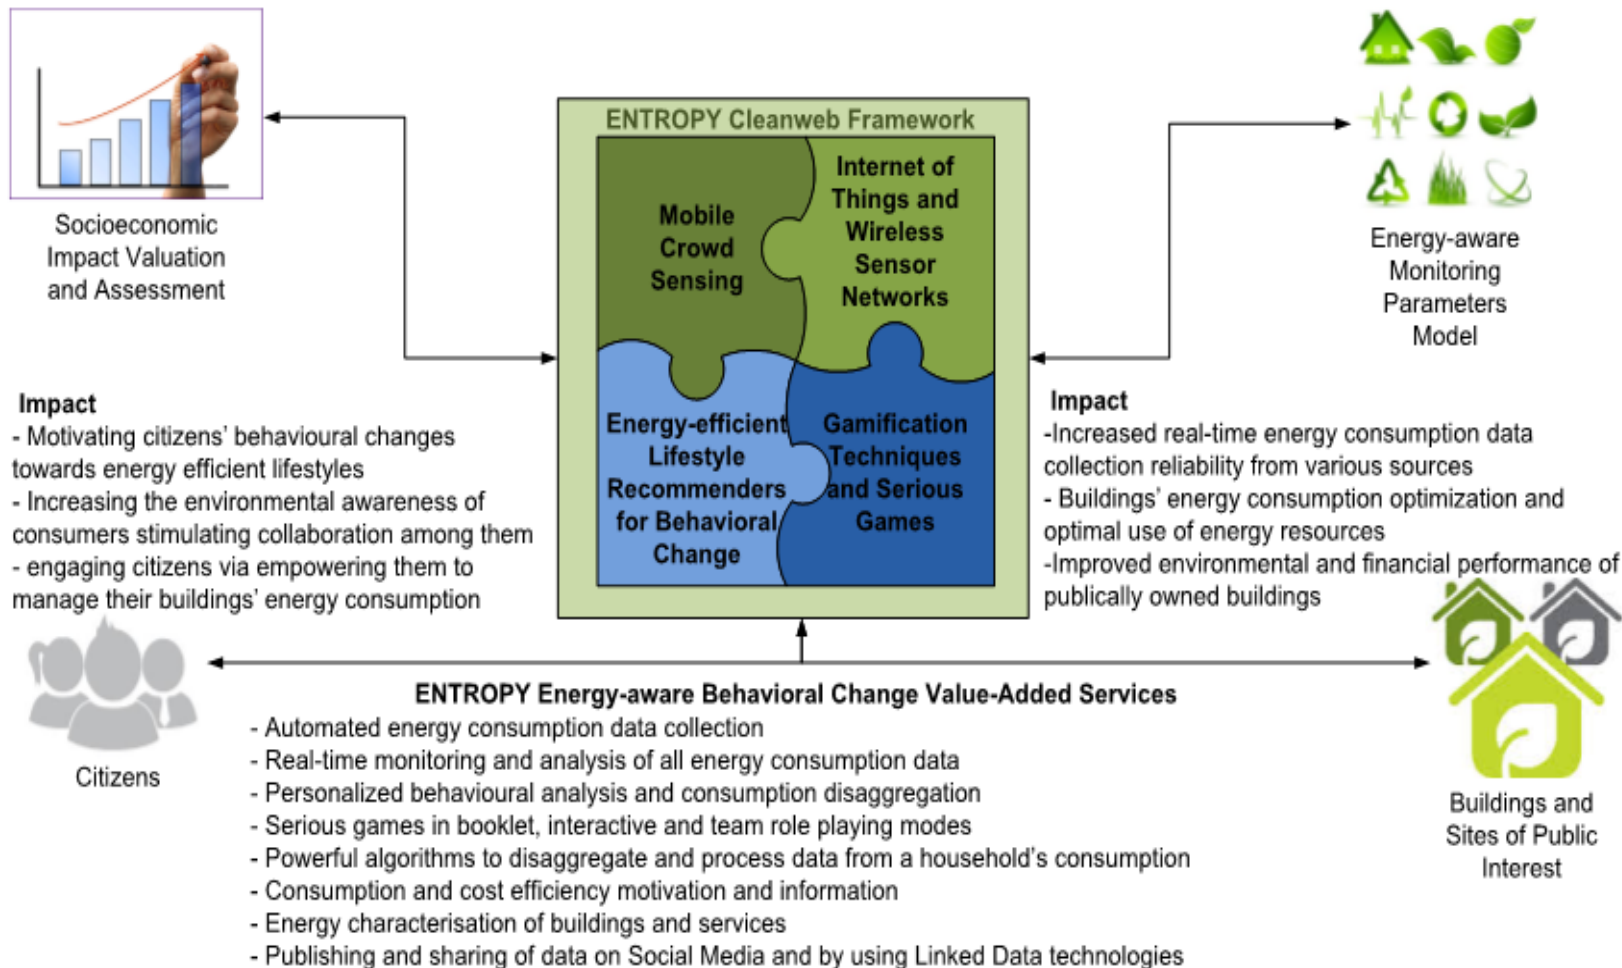 ENTROPY Cleanweb Framework
Mobile
Crowd
Sensing
Internet of
Things and
Wireless
Sensor
Networks
Energy-efficient
Lifestyle
Recommenders
for Behavioral
Change
Gamification
Techniques
and Serious
Games
Socioeconomic
Impact Valuation
and Assessment
Energy-aware
Monitoring
Parameters
Model
Impact
- Motivating citizens’ behavioural changes
towards energy efficient lifestyles
- Increasing the environmental awareness of
consumers stimulating collaboration among them
- engaging citizens via empowering them to
manage their buildings’ energy consumption
Impact
-Increased real-time energy consumption data
collection reliability from various sources
- Buildings’ energy consumption optimization and
optimal use of energy resources
-Improved environmental and financial performance of
publically owned buildings
Citizens
ENTROPY Energy-aware Behavioral Change Value-Added Services
- Automated energy consumption data collection
- Real-time monitoring and analysis of all energy consumption data
- Personalized behavioural analysis and consumption disaggregation
- Serious games in booklet, interactive and team role playing modes
- Powerful algorithms to disaggregate and process data from a household’s consumption
- Consumption and cost efficiency motivation and information
- Energy characterisation of buildings and services
- Publishing and sharing of data on Social Media and by using Linked Data technologies
Buildings and
Sites of Public
Interest